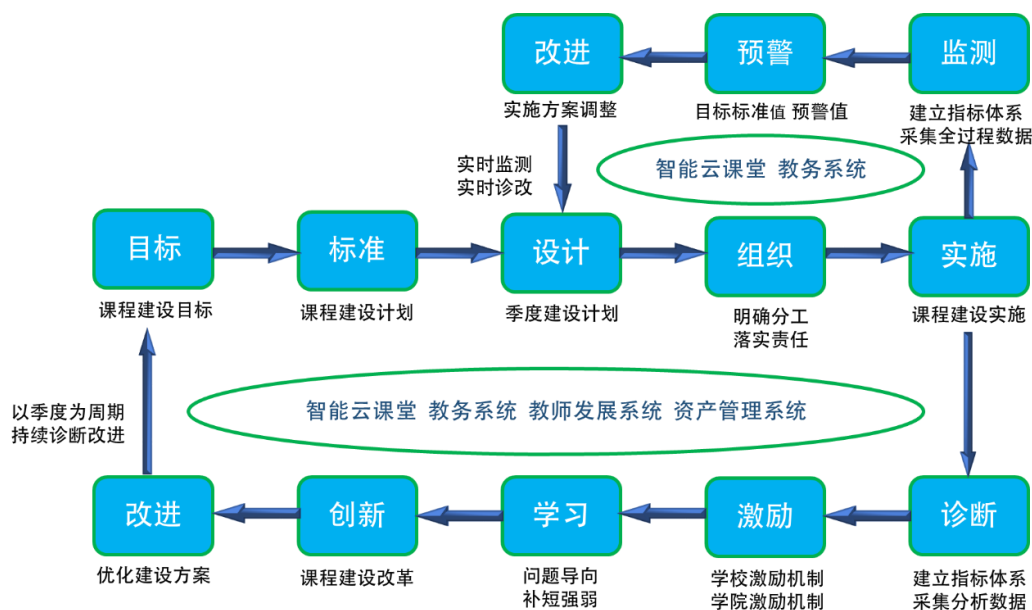 改进
预警
监测
实施方案调整
目标标准值 预警值
建立指标体系
采集全过程数据
实时监测
实时诊改
智能云课堂 教务系统
目标
标准
设计
组织
实施
课程建设目标
课程建设计划
季度建设计划
明确分工
落实责任
课程建设实施
以季度为周期
持续诊断改进
智能云课堂 教务系统 教师发展系统 资产管理系统
改进
创新
学习
激励
诊断
优化建设方案
课程建设改革
问题导向
补短强弱
学校激励机制
学院激励机制
建立指标体系
采集分析数据